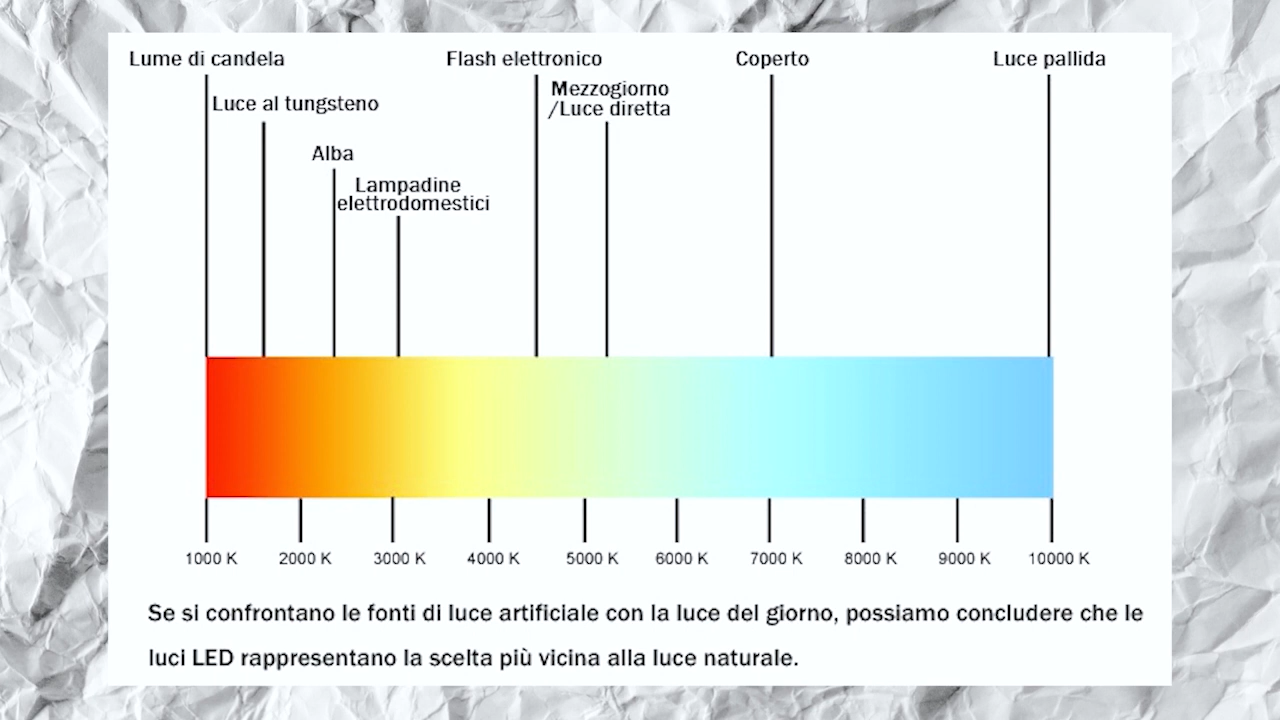 Lume di candela
Luce al tungsteno
Alba
Lampadine
elettrodomestici
Flash elettronico
Mezzogiorno
/Luce diretta
Coperto
Luce pallida
1000 K
2000 K
3000 K
4000 K
5000 K
6000 K
7000 K
8000 K
9000 K
10000 K
Se si confrontano le fonti di luce artificiale con la luce del giorno, possiamo concludere che le
luci LED rappresentano la scelta più vicina alla luce naturale.